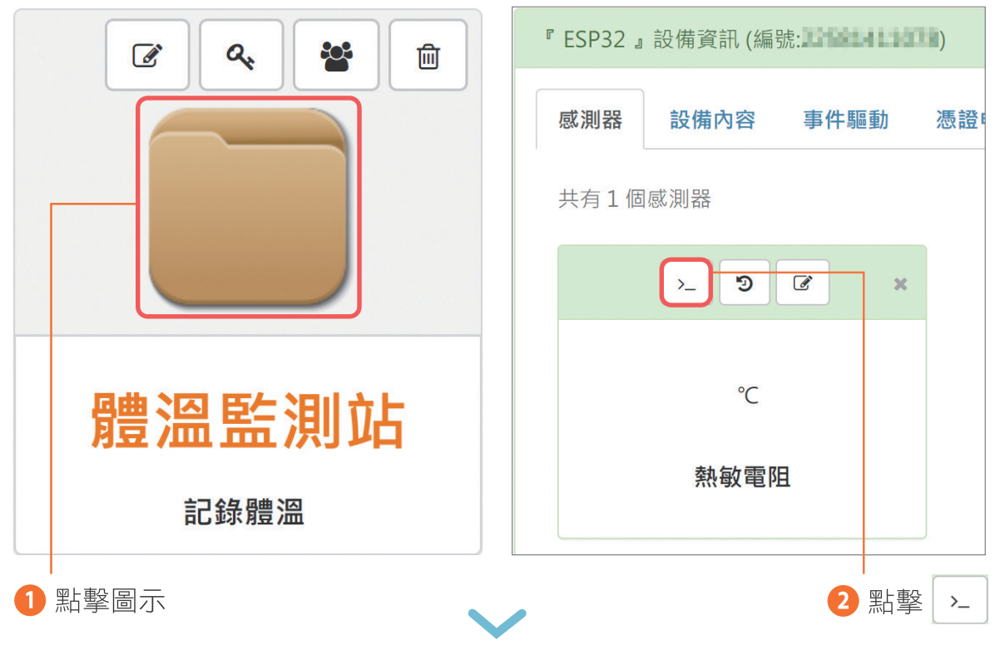 體溫監測站
記錄體溫
1 點擊圖示
『 ESP32 』設備資訊 (編號:)
感測器 設備內容 事件驅動 憑證
共有 1 個感測器
>_
℃
熱敏電阻
2 點擊 >_